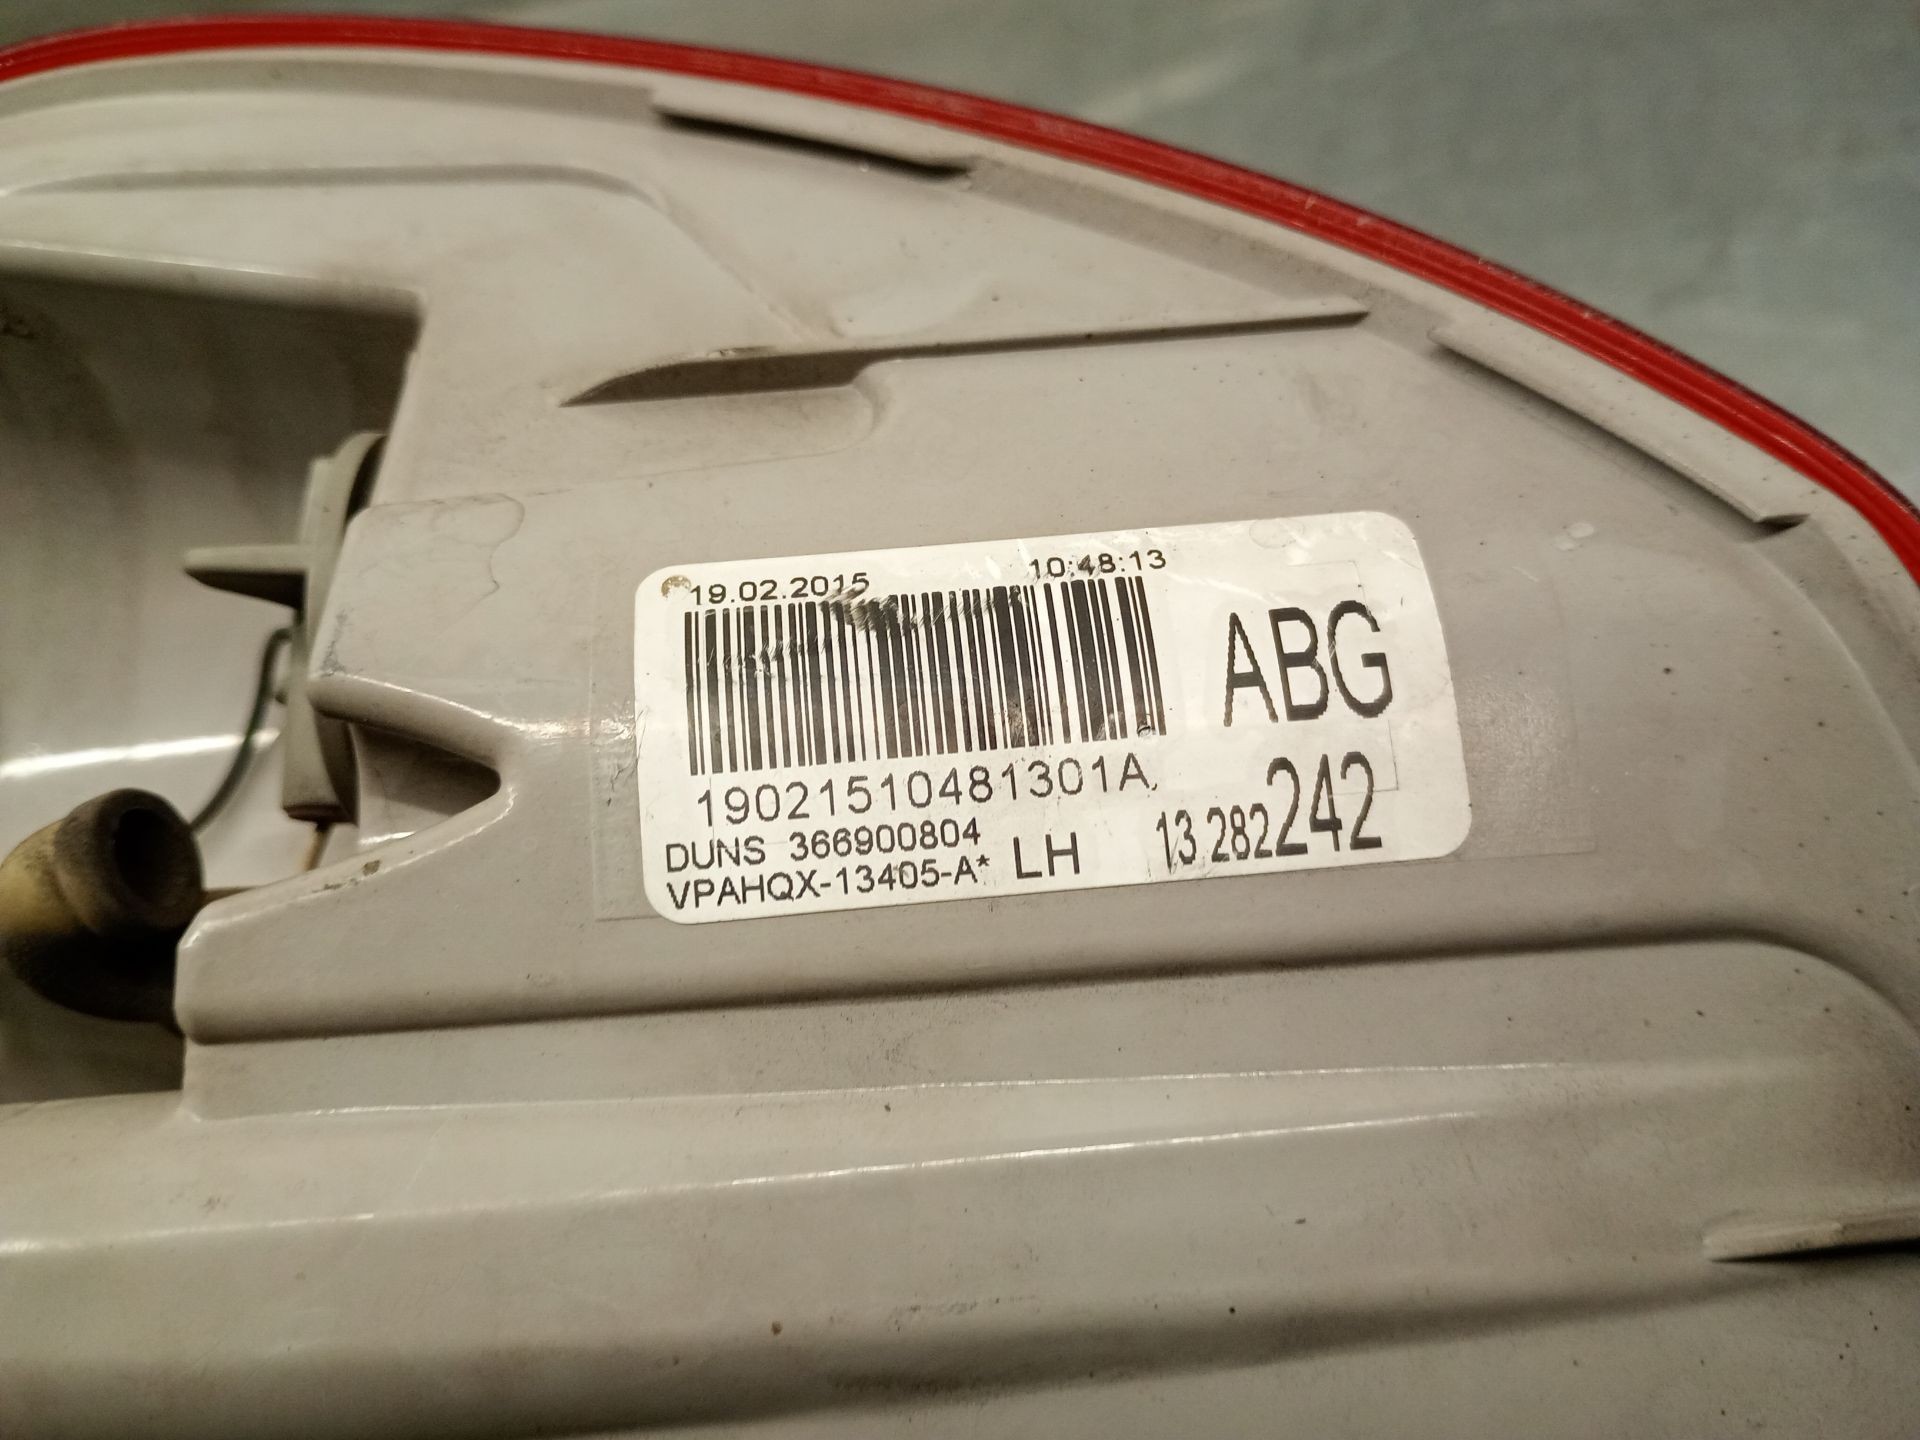 19.02.2015 10:48:13
19021510481301A
ABG
DUNS 366900804
VPAHQX-13405-A* LH
13 282 242